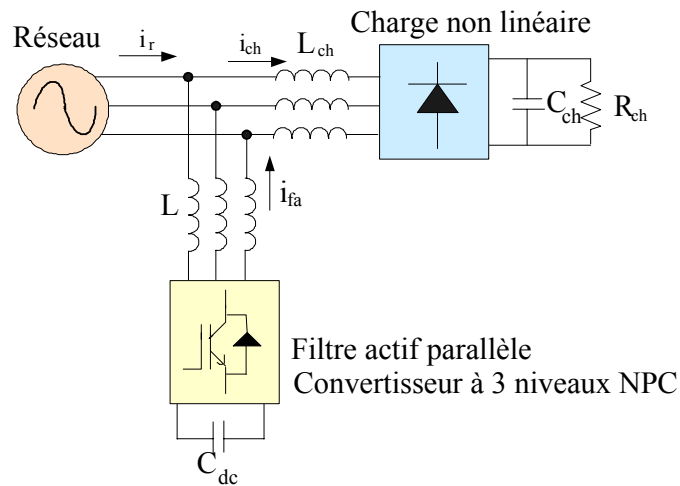 Charge non linéaire
Réseau
i_r
i_ch
L_ch
C_ch
R_ch
L
i_fa
Filtre actif parallèle
Convertisseur à 3 niveaux NPC
C_dc